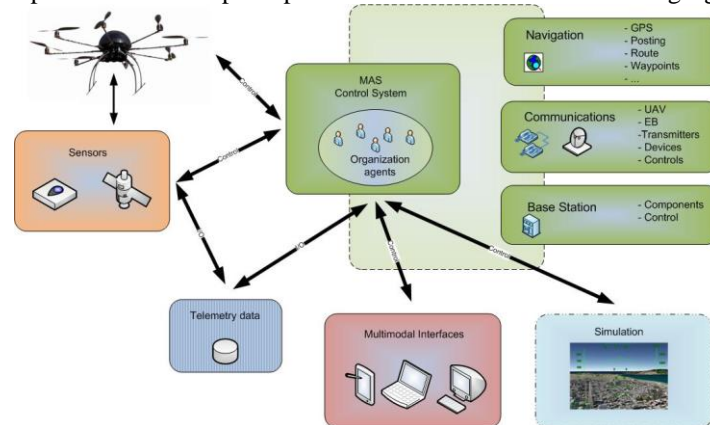 Navigation
- GPS
- Posting
- Route
- Waypoints
- ...
MAS
Control System
Organization
agents
Control
Communications
- UAV
- EB
-Transmitters
- Devices
- Controls
Sensors
Control
Base Station
- Components
- Control
I/O
I/O
Control
Control
Telemetry data
Multimodal Interfaces
Simulation